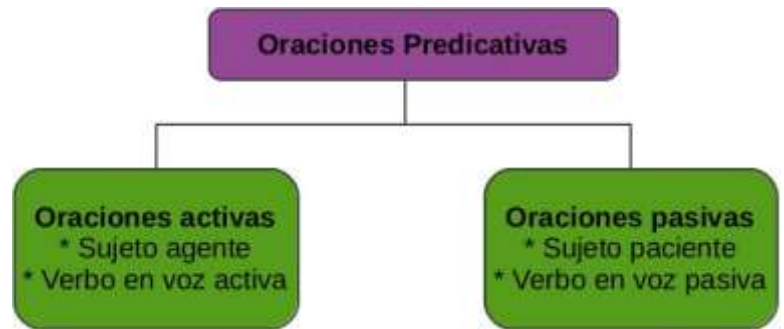 Oraciones Predicativas
Oraciones activas
* Sujeto agente
* Verbo en voz activa
Oraciones pasivas
* Sujeto paciente
* Verbo en voz pasiva